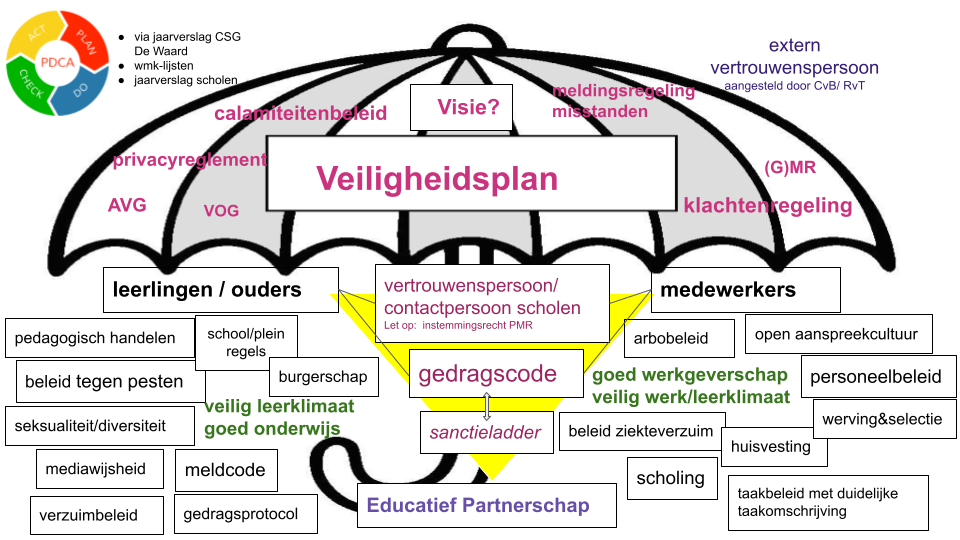 ACT
PLAN
PDCA
CHECK
DO
● via jaarverslag CSG
De Waard
● wmk-lijsten
● jaarverslag scholen
extern
vertrouwenspersoon
aangesteld door CvB/ RvT
calamiteitenbeleid
Visie?
meldingsregeling
misstanden
privacyreglement
Veiligheidsplan
(G)MR
AVG
VOG
klachtenregeling
leerlingen / ouders
vertrouwenspersoon/
contactpersoon scholen
Let op: instemmingsrecht PMR
medewerkers
pedagogisch handelen
school/plein
regels
arbobeleid
open aanspreekcultuur
beleid tegen pesten
burgerschap
gedragscode
goed werkgeverschap
veilig werk/leerklimaat
personeelbeleid
veilig leerklimaat
goed onderwijs
seksualiteit/diversiteit
sanctieladder
beleid ziekteverzuim
werving&selectie
huisvesting
mediawijsheid
meldcode
scholing
verzuimbeleid
gedragsprotocol
Educatief Partnerschap
taakbeleid met duidelijke
taakomschrijving